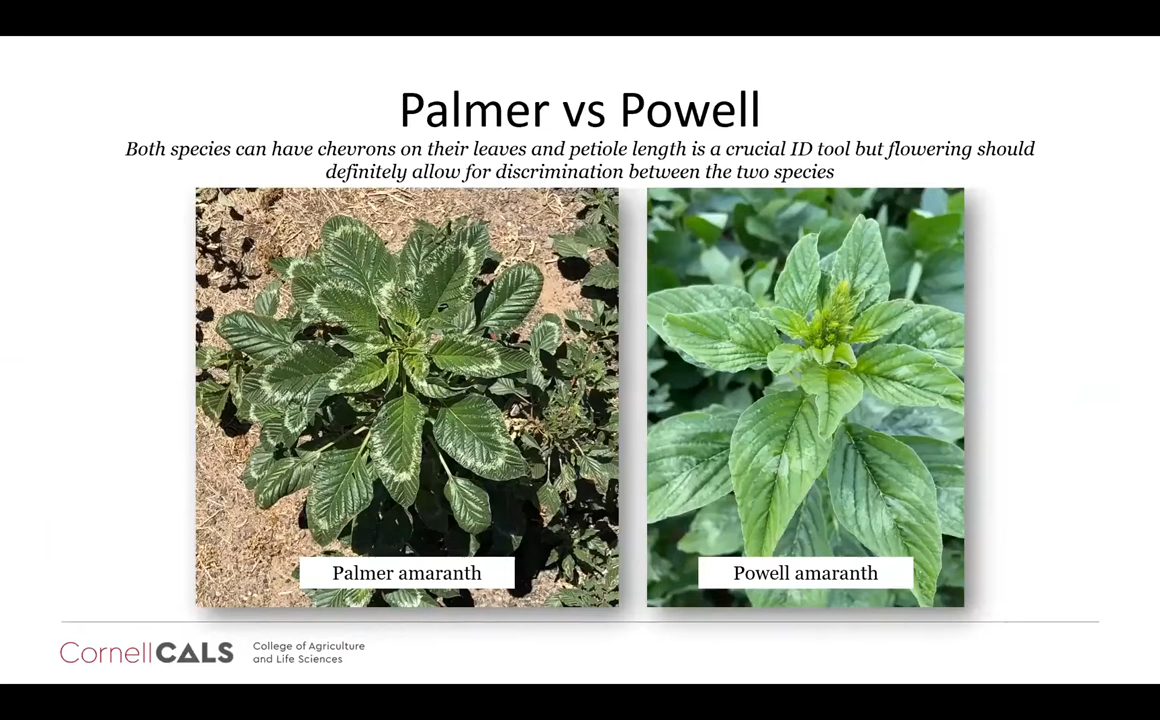 Palmer vs Powell
Both species can have chevrons on their leaves and petiole length is a crucial ID tool but flowering should
definitely allow for discrimination between the two species
Palmer amaranth
Powell amaranth
CornellCALS
College of Agriculture
and Life Sciences